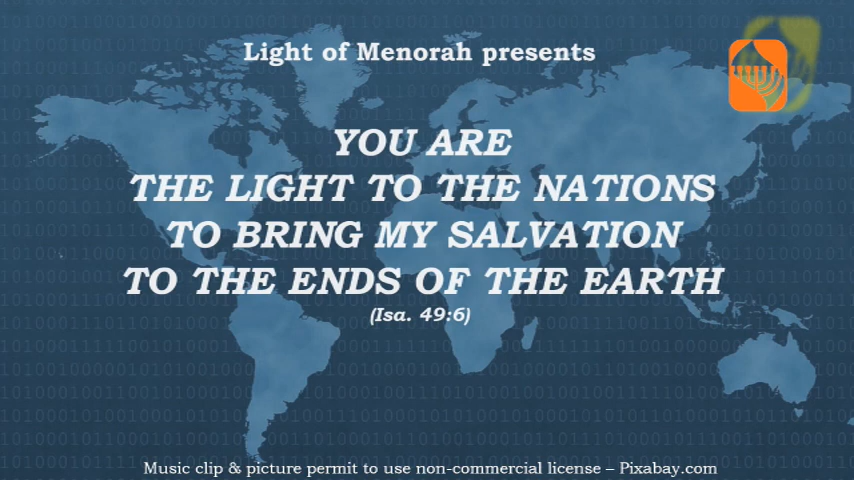 Light of Menorah presents
YOU ARE
THE LIGHT TO THE NATIONS
TO BRING MY SALVATION
TO THE ENDS OF THE EARTH
(Isa. 49:6)
Music clip & picture permit to use non-commercial license – Pixabay.com